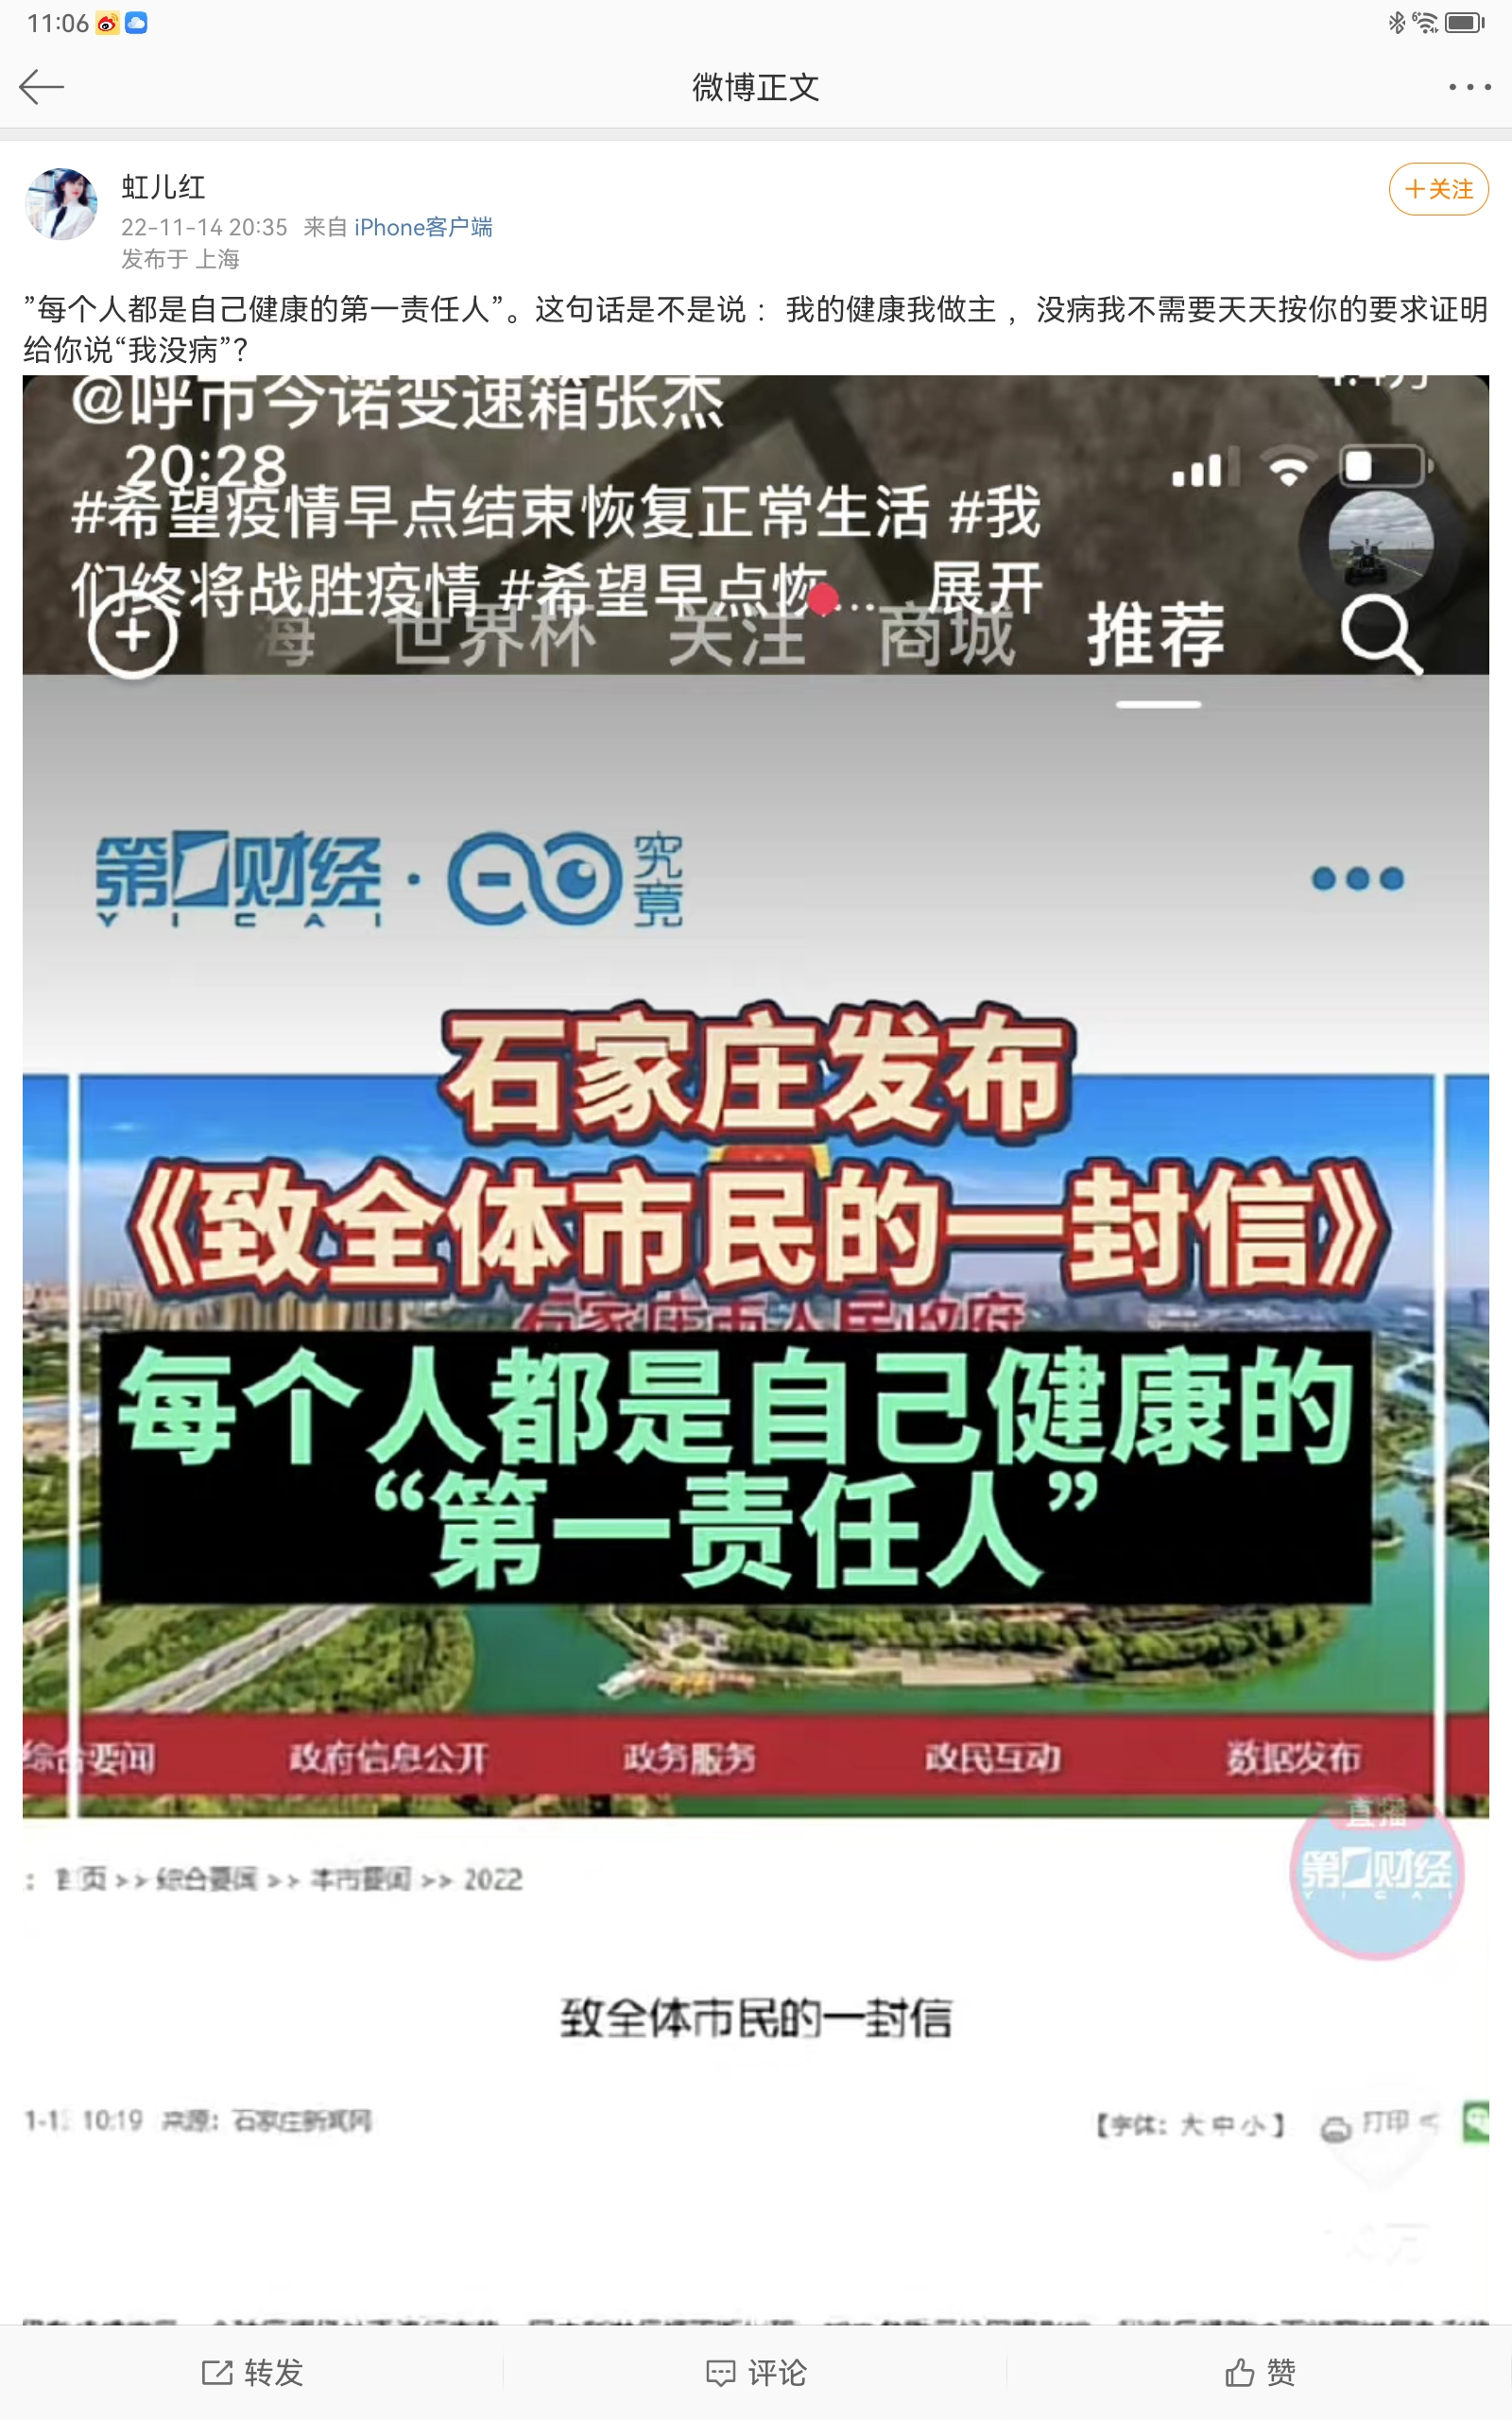 11:06
微博正文
虹儿红
+关注
22-11-14 20:35 来自 iPhone客户端
发布于 上海
”每个人都是自己健康的第一责任人”。这句话是不是说：我的健康我做主，没病我不需要天天按你的要求证明
给你说“我没病”？
@呼市今诺变速箱张杰
20:28
#希望疫情早点结束恢复正常生活 #我
们终将战胜疫情 #希望早点恢... 展开
海 世界杯 关注 商城 推荐
第一财经·究竟
YICAI
石家庄发布
《致全体市民的一封信》
石家庄市人民政府
每个人都是自己健康的
“第一责任人”
综合要闻 政府信息公开 政务服务 政民互动 数据发布
直播
第一财经
YICAI
：首页 >> 综合要闻 >> 本市要闻 >> 2022
致全体市民的一封信
10:19 来源：石家庄新闻网 【字体：大 中 小】 打印
转发 评论 赞